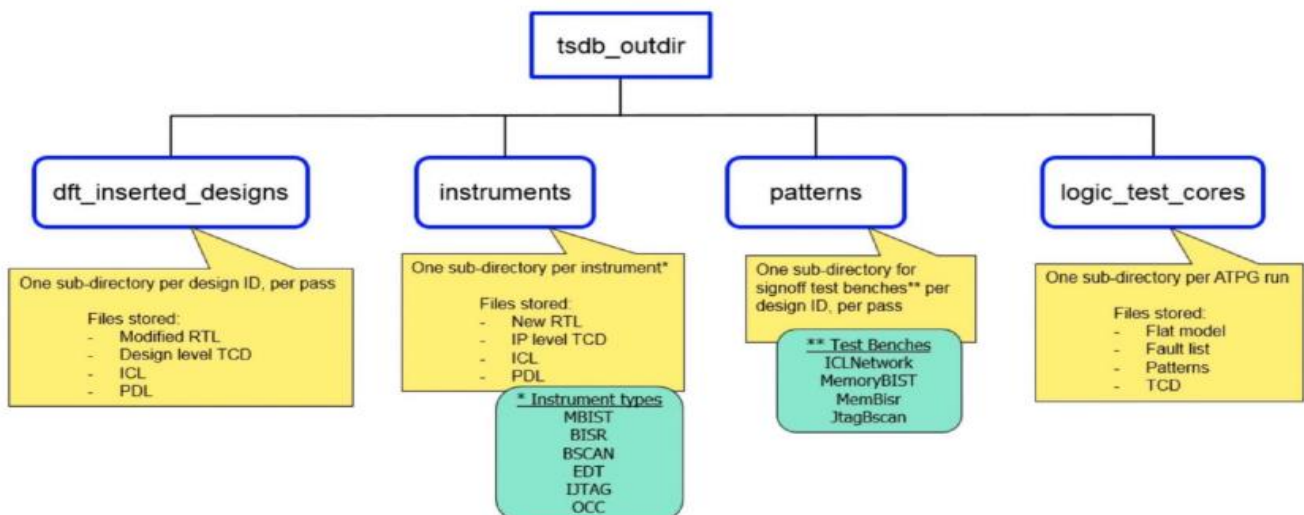 tsdb_outdir
dft_inserted_designs
instruments
patterns
logic_test_cores
One sub-directory per design ID, per pass
Files stored:
- Modified RTL
- Design level TCD
- ICL
- PDL
One sub-directory per instrument*
Files stored:
- New RTL
- IP level TCD
- ICL
- PDL
* Instrument types
MBIST
BISR
BSCAN
EDT
IJTAG
OCC
One sub-directory for
signoff test benches** per
design ID, per pass
** Test Benches
ICLNetwork
MemoryBIST
MemBisr
JtagBscan
One sub-directory per ATPG run
Files stored:
- Flat model
- Fault list
- Patterns
- TCD